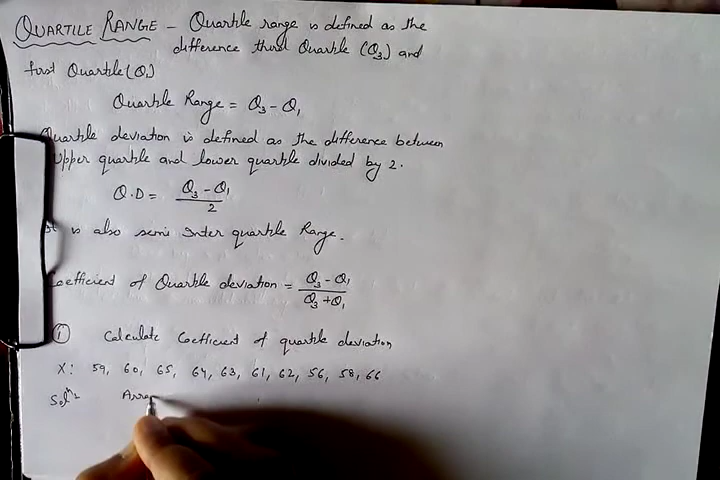 QUARTILE RANGE - Quartile range is defined as the
difference third Quartile (Q3) and
first Quartile (Q1)
Quartile Range = Q3 - Q1
Quartile deviation is defined as the difference between
Upper quartile and lower quartile divided by 2.
Q.D = Q3 - Q1 / 2
It is also semi Inter quartile Range.
Coefficient of Quartile deviation = Q3 - Q1 / Q3 + Q1
① Calculate Coefficient of quartile deviation
X: 59, 60, 65, 64, 63, 61, 62, 56, 58, 66
Solⁿ: Arra